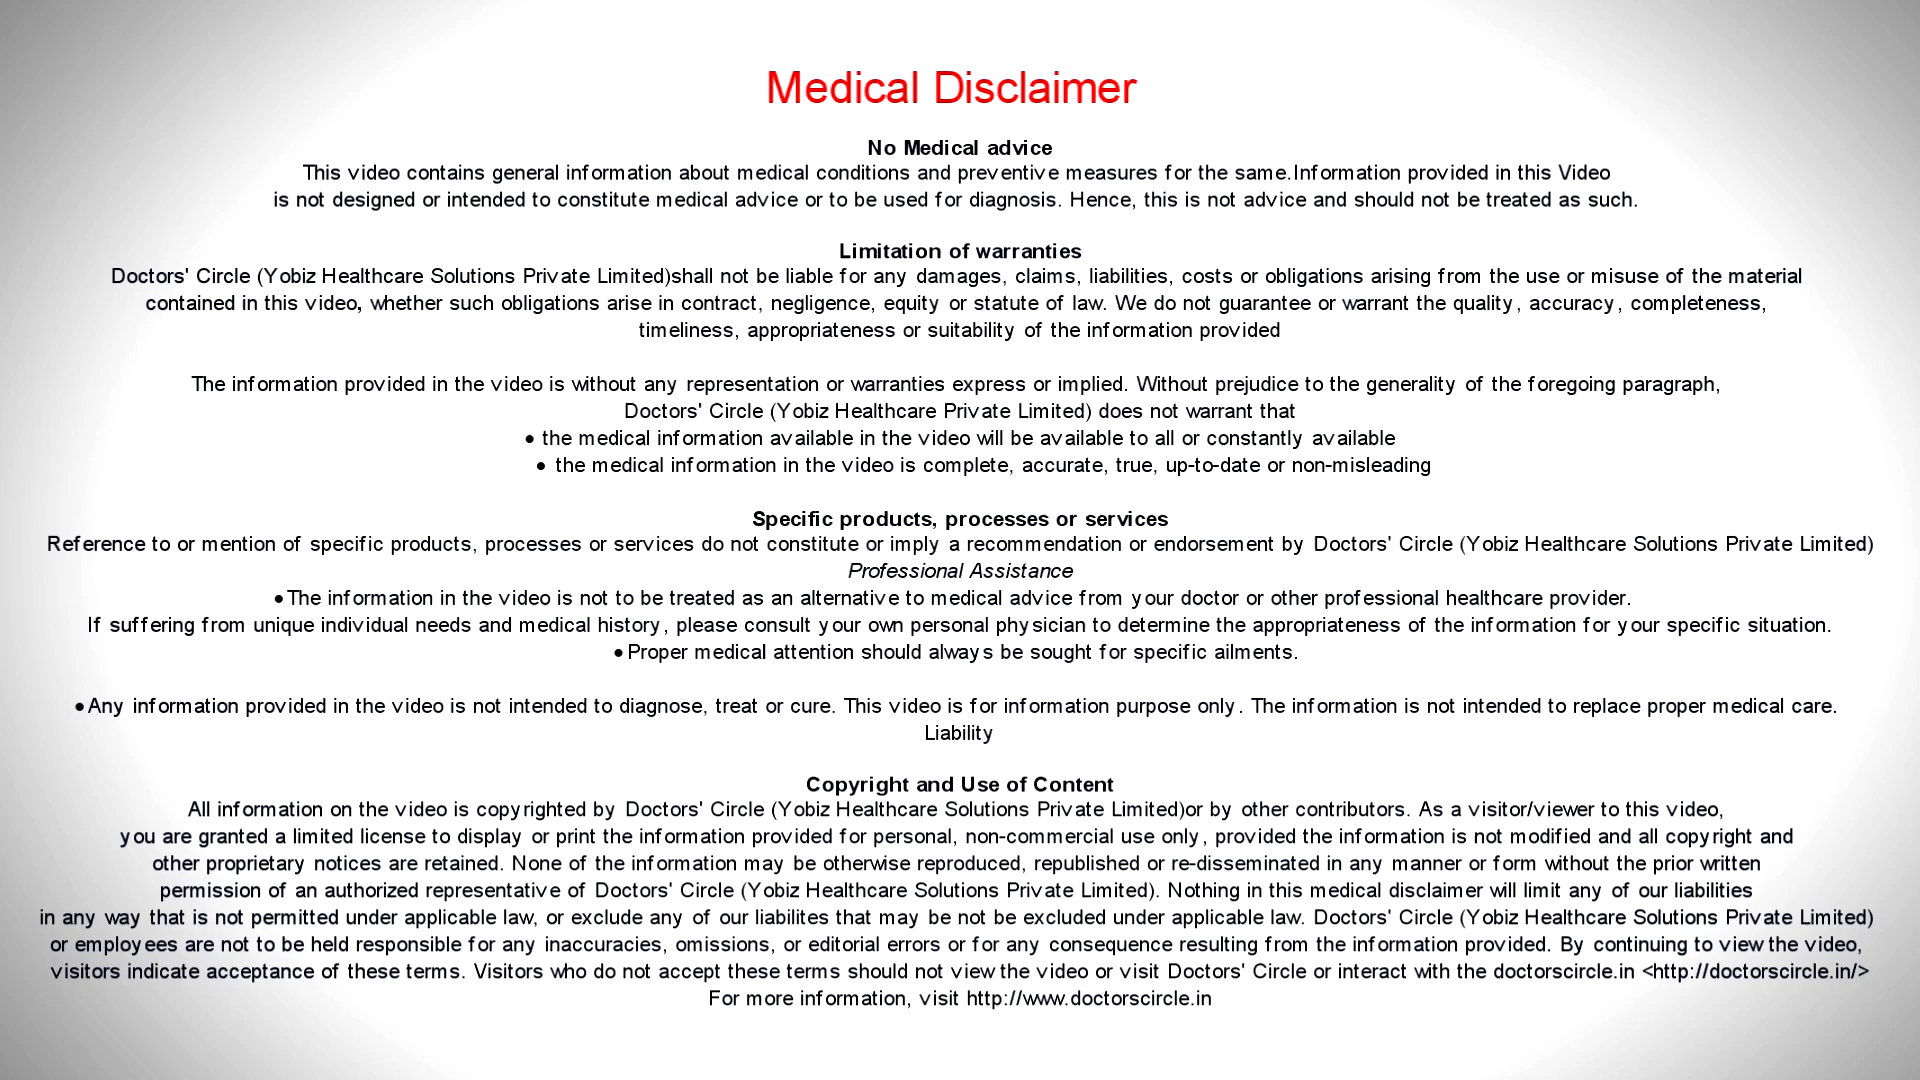 Medical Disclaimer
No Medical advice
This video contains general information about medical conditions and preventive measures for the same.Information provided in this Video
is not designed or intended to constitute medical advice or to be used for diagnosis. Hence, this is not advice and should not be treated as such.
Limitation of warranties
Doctors' Circle (Yobiz Healthcare Solutions Private Limited)shall not be liable for any damages, claims, liabilities, costs or obligations arising from the use or misuse of the material
contained in this video, whether such obligations arise in contract, negligence, equity or statute of law. We do not guarantee or warrant the quality, accuracy, completeness,
timeliness, appropriateness or suitability of the information provided
The information provided in the video is without any representation or warranties express or implied. Without prejudice to the generality of the foregoing paragraph,
Doctors' Circle (Yobiz Healthcare Private Limited) does not warrant that
• the medical information available in the video will be available to all or constantly available
• the medical information in the video is complete, accurate, true, up-to-date or non-misleading
Specific products, processes or services
Reference to or mention of specific products, processes or services do not constitute or imply a recommendation or endorsement by Doctors' Circle (Yobiz Healthcare Solutions Private Limited)
Professional Assistance
•The information in the video is not to be treated as an alternative to medical advice from your doctor or other professional healthcare provider.
If suffering from unique individual needs and medical history, please consult your own personal physician to determine the appropriateness of the information for your specific situation.
•Proper medical attention should always be sought for specific ailments.
•Any information provided in the video is not intended to diagnose, treat or cure. This video is for information purpose only. The information is not intended to replace proper medical care.
Liability
Copyright and Use of Content
All information on the video is copyrighted by Doctors' Circle (Yobiz Healthcare Solutions Private Limited)or by other contributors. As a visitor/viewer to this video,
you are granted a limited license to display or print the information provided for personal, non-commercial use only, provided the information is not modified and all copyright and
other proprietary notices are retained. None of the information may be otherwise reproduced, republished or re-disseminated in any manner or form without the prior written
permission of an authorized representative of Doctors' Circle (Yobiz Healthcare Solutions Private Limited). Nothing in this medical disclaimer will limit any of our liabilities
in any way that is not permitted under applicable law, or exclude any of our liabilites that may be not be excluded under applicable law. Doctors' Circle (Yobiz Healthcare Solutions Private Limited)
or employees are not to be held responsible for any inaccuracies, omissions, or editorial errors or for any consequence resulting from the information provided. By continuing to view the video,
visitors indicate acceptance of these terms. Visitors who do not accept these terms should not view the video or visit Doctors' Circle or interact with the doctorscircle.in <http://doctorscircle.in/>
For more information, visit http://www.doctorscircle.in